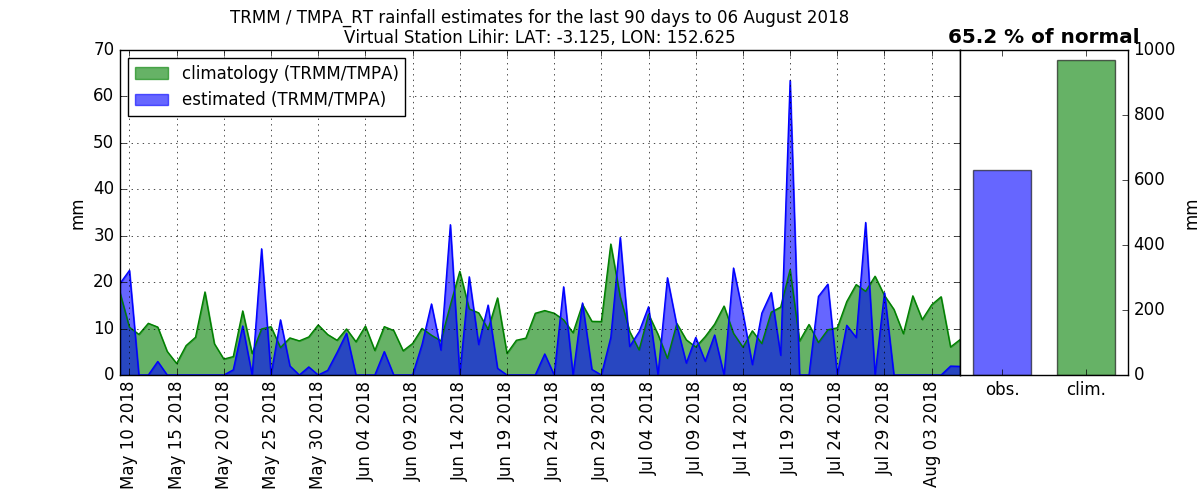 TRMM / TMPA_RT rainfall estimates for the last 90 days to 06 August 2018
Virtual Station Lihir: LAT: -3.125, LON: 152.625
65.2 % of normal
climatology (TRMM/TMPA)
estimated (TRMM/TMPA)
70
60
50
40
30
20
10
0
mm
May 10 2018
May 15 2018
May 20 2018
May 25 2018
May 30 2018
Jun 04 2018
Jun 09 2018
Jun 14 2018
Jun 19 2018
Jun 24 2018
Jun 29 2018
Jul 04 2018
Jul 09 2018
Jul 14 2018
Jul 19 2018
Jul 24 2018
Jul 29 2018
Aug 03 2018
obs.
clim.
1000
800
600
400
200
0
mm